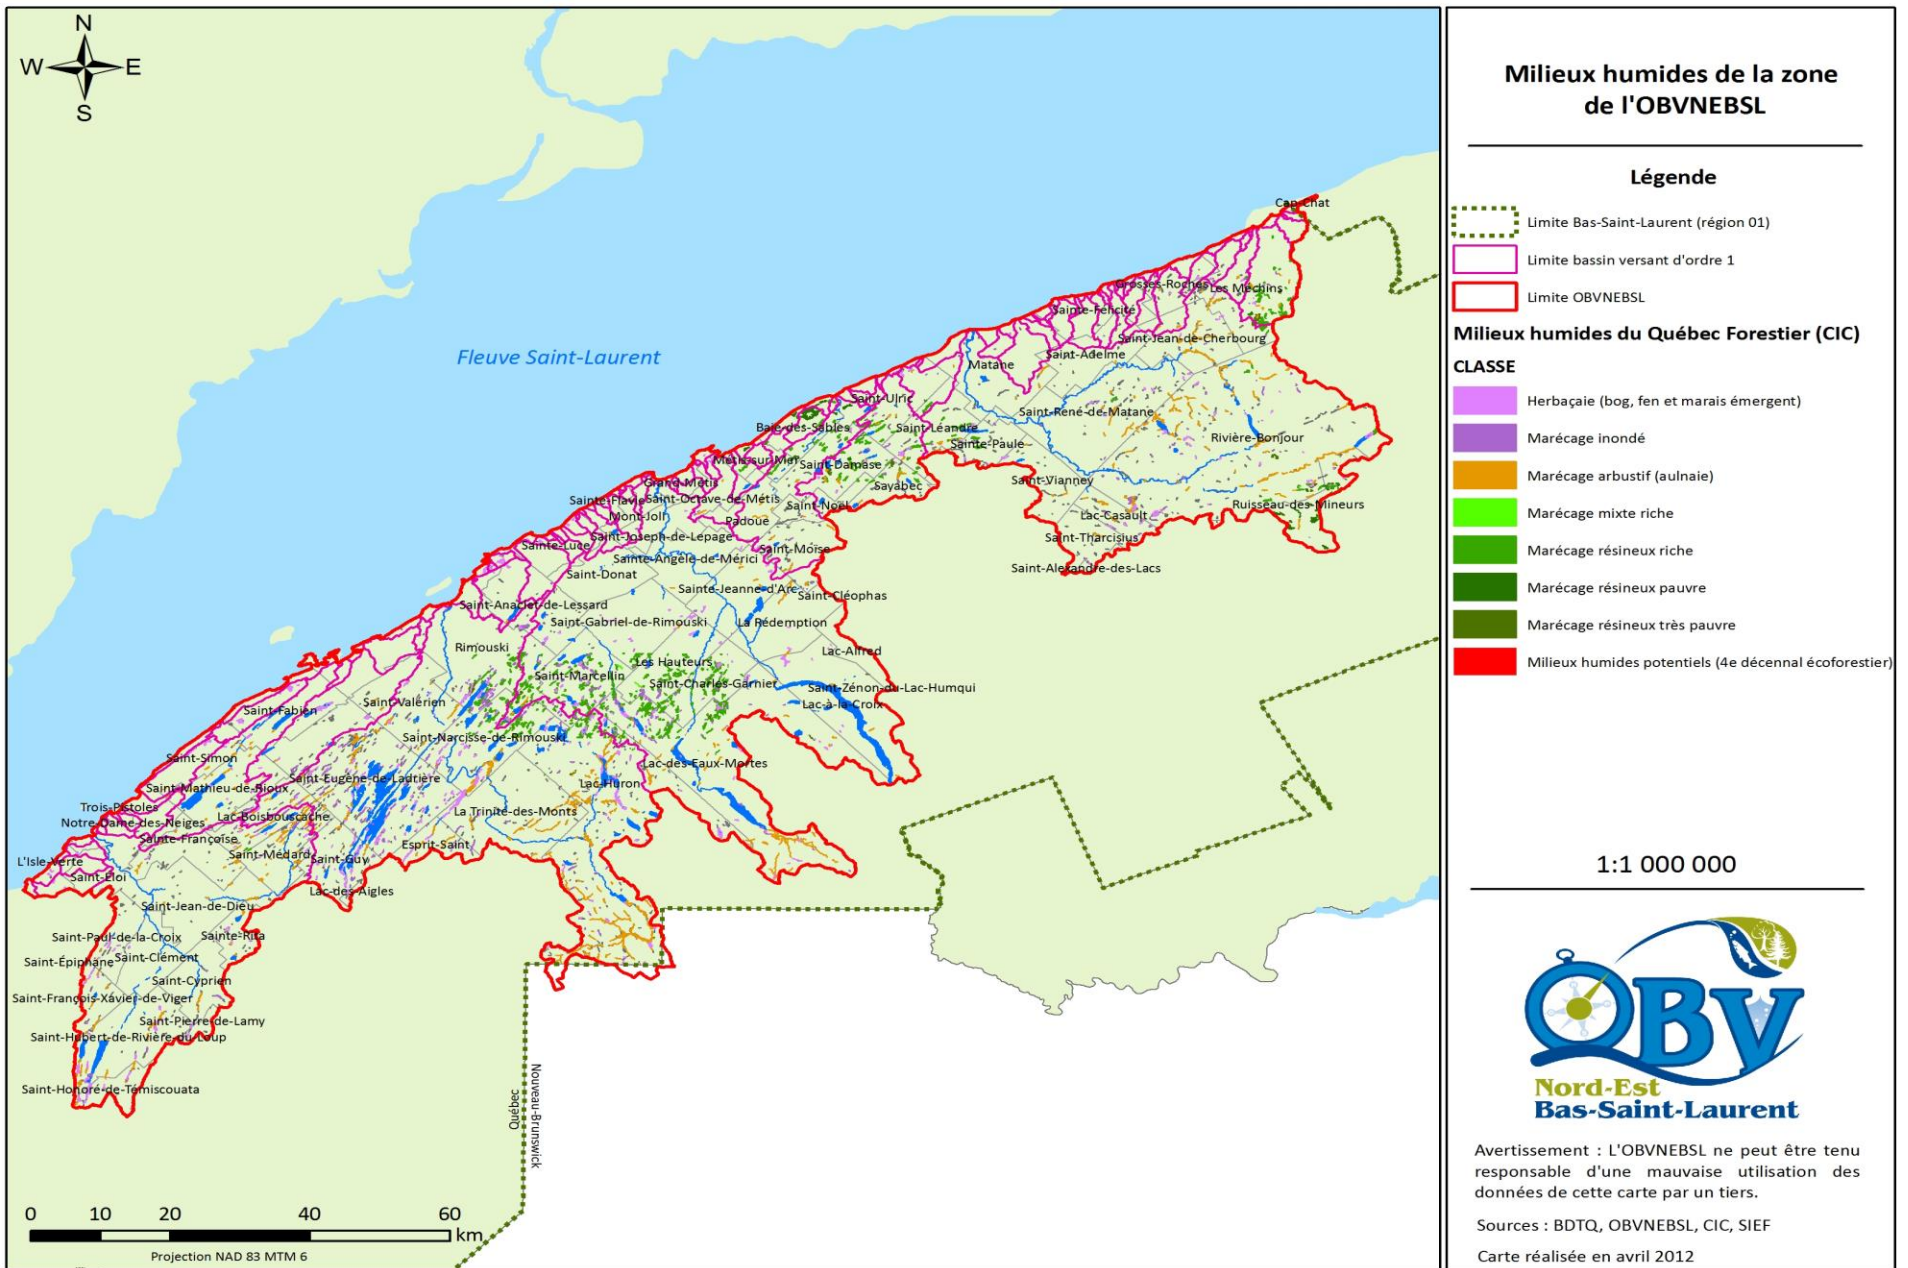 N
W
E
S
Fleuve Saint-Laurent
Cap-Chat
Grosses-Roches
Les Méchins
Sainte-Félicité
Saint-Jean-de-Cherbourg
Saint-Adelme
Matane
Saint-Ulric
Saint-René-de-Matane
Baie-des-Sables
Saint-Léandre
Rivière-Bonjour
Sainte-Paule
Métis-sur-Mer
Saint-Damase
Saint-Vianney
Grand-Métis
Sayabec
Sainte-Flavie
Saint-Octave-de-Métis
Saint-Noël
Ruisseau-des-Mineurs
Mont-Joli
Padoue
Lac-Casault
Saint-Joseph-de-Lepage
Saint-Tharcisius
Sainte-Luce
Saint-Moïse
Sainte-Angèle-de-Mérici
Saint-Alexandre-des-Lacs
Saint-Donat
Sainte-Jeanne-d'Arc
Saint-Cléophas
Saint-Anaclet-de-Lessard
Saint-Gabriel-de-Rimouski
La Rédemption
Rimouski
Lac-Alfred
Les Hauteurs
Saint-Marcellin
Saint-Charles-Garnier
Saint-Zénon-du-Lac-Humqui
Saint-Valérien
Lac-à-la-Croix
Saint-Fabien
Saint-Narcisse-de-Rimouski
Saint-Simon
Lac-des-Eaux-Mortes
Saint-Eugène-de-Ladrière
Lac-Huron
Saint-Mathieu-de-Rioux
Trois-Pistoles
La Trinité-des-Monts
Notre-Dame-des-Neiges
Lac-Boisbouscache
Sainte-Françoise
Esprit-Saint
Saint-Médard
Saint-Guy
L'Isle-Verte
Saint-Éloi
Lac-des-Aigles
Saint-Jean-de-Dieu
Saint-Paul-de-la-Croix
Sainte-Rita
Saint-Épiphane
Saint-Clément
Saint-Cyprien
Saint-François-Xavier-de-Viger
Saint-Pierre-de-Lamy
Saint-Hubert-de-Rivière-du-Loup
Saint-Honoré-de-Témiscouata
Québec
Nouveau-Brunswick
0 10 20 40 60
km
Projection NAD 83 MTM 6
Milieux humides de la zone
de l'OBVNEBSL
Légende
Limite Bas-Saint-Laurent (région 01)
Limite bassin versant d'ordre 1
Limite OBVNEBSL
Milieux humides du Québec Forestier (CIC)
CLASSE
Herbaçaie (bog, fen et marais émergent)
Marécage inondé
Marécage arbustif (aulnaie)
Marécage mixte riche
Marécage résineux riche
Marécage résineux pauvre
Marécage résineux très pauvre
Milieux humides potentiels (4e décennal écoforestier)
1:1 000 000
OBV
Nord-Est
Bas-Saint-Laurent
Avertissement : L'OBVNEBSL ne peut être tenu
responsable d'une mauvaise utilisation des
données de cette carte par un tiers.
Sources : BDTQ, OBVNEBSL, CIC, SIEF
Carte réalisée en avril 2012